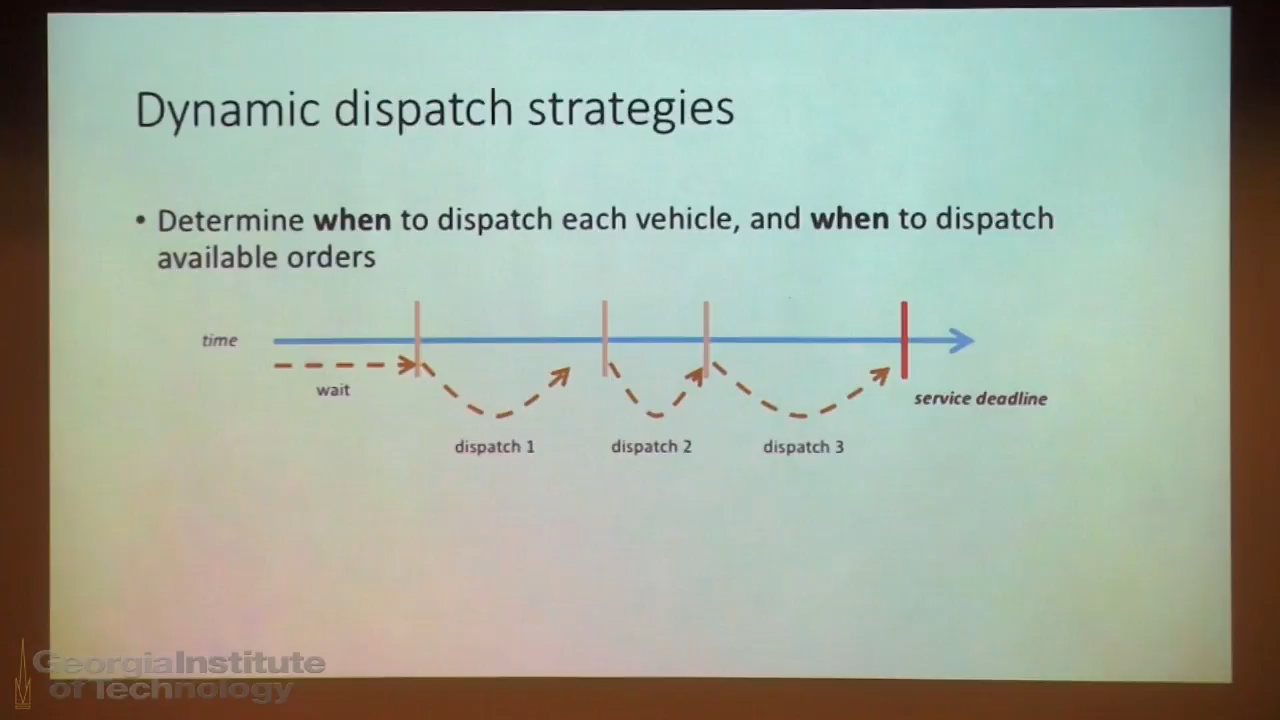 Dynamic dispatch strategies
• Determine when to dispatch each vehicle, and when to dispatch
available orders
time
wait
service deadline
dispatch 1
dispatch 2
dispatch 3
Georgia Institute
of Technology